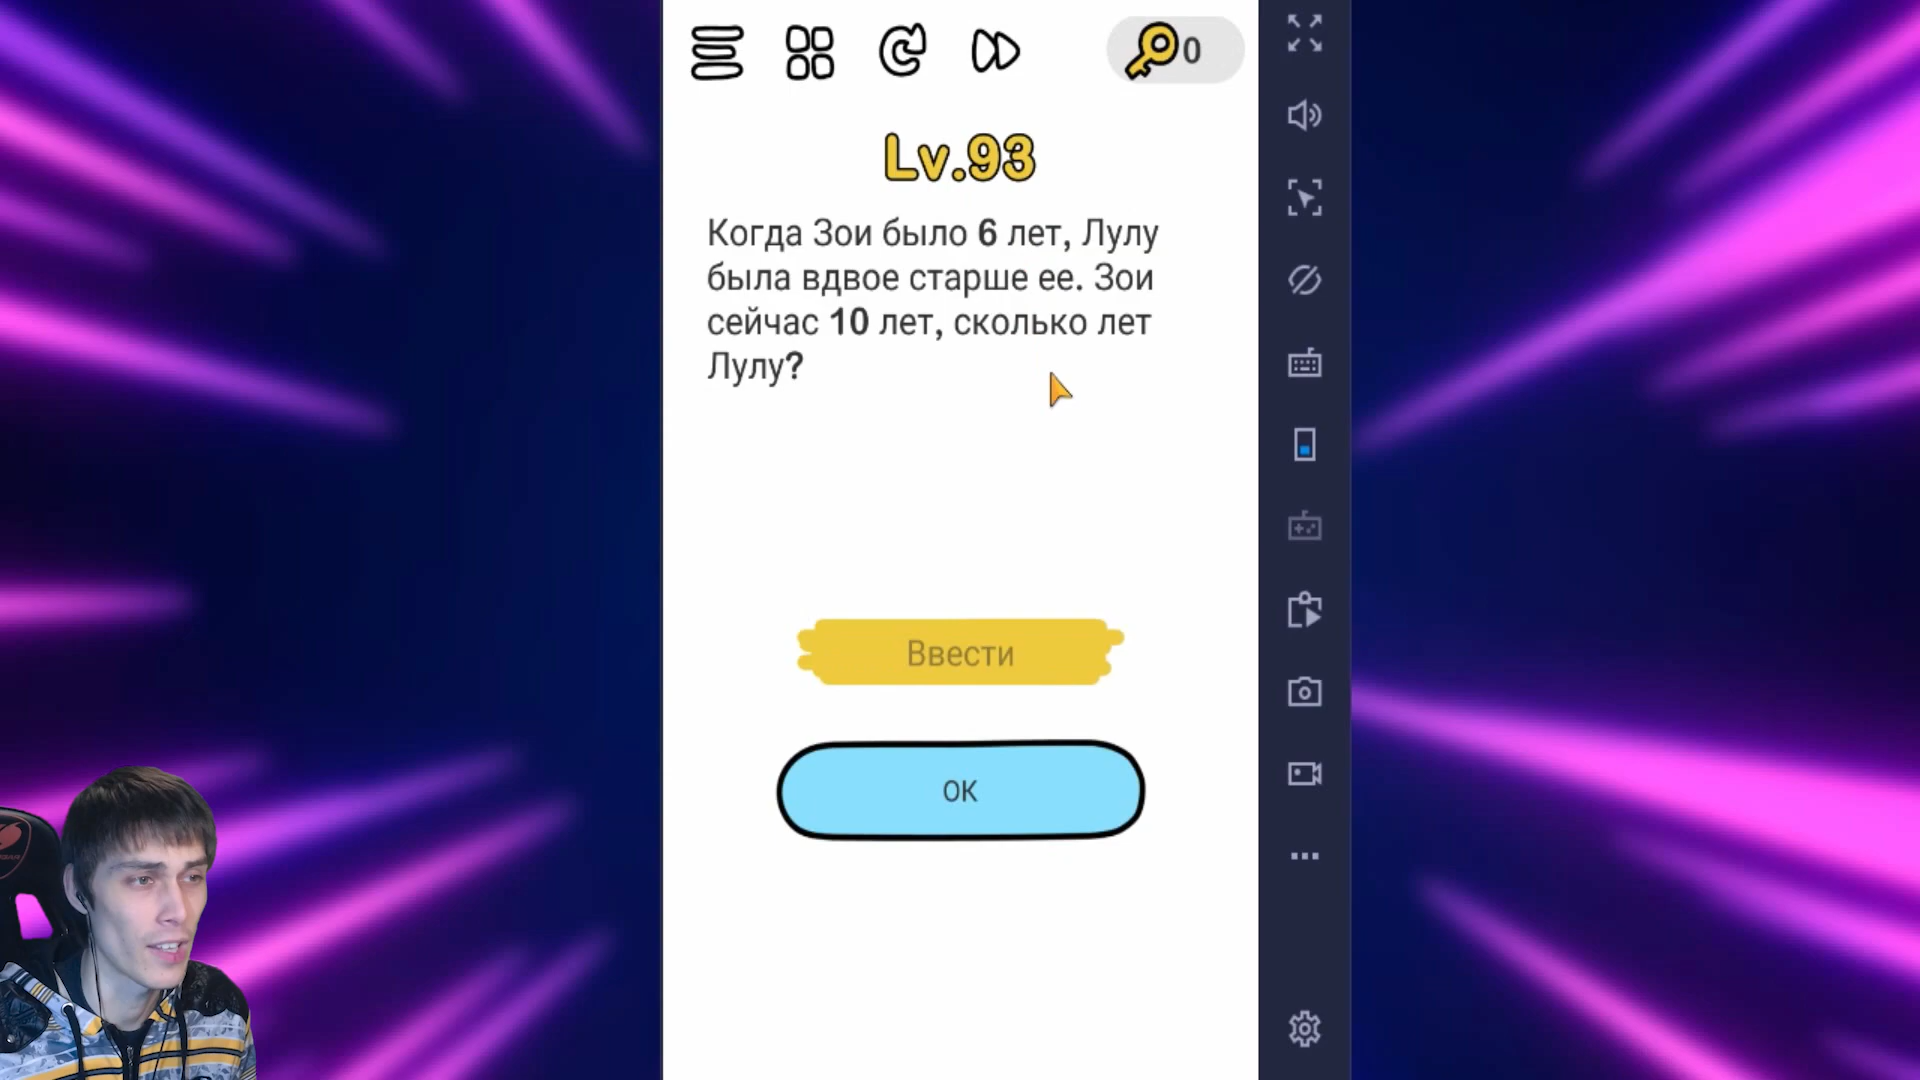 0
Lv.93
Когда Зои было 6 лет, Лулу
была вдвое старше ее. Зои
сейчас 10 лет, сколько лет
Лулу?
Ввести
ОК